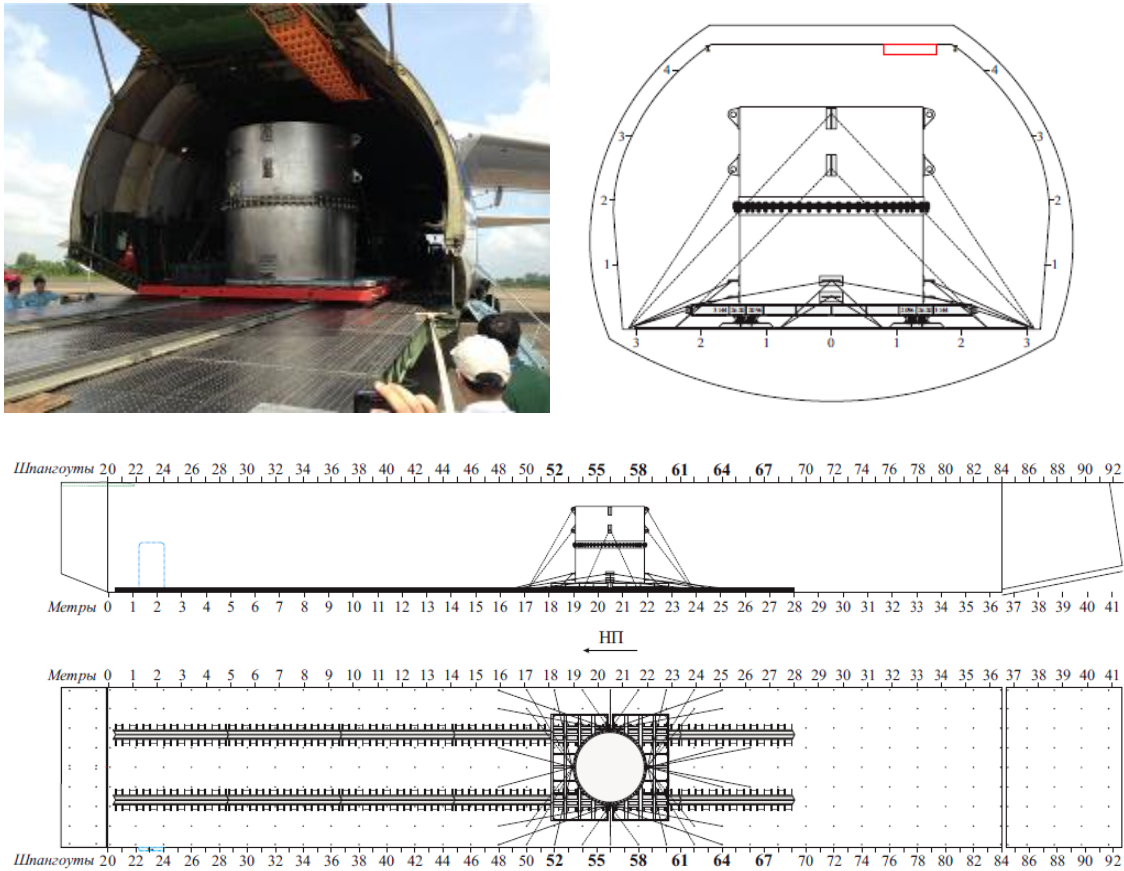 4 4
3 3
2 2
1 1
3 2 1 0 1 2 3
Шпангоуты 20 22 24 26 28 30 32 34 36 38 40 42 44 46 48 50 52 55 58 61 64 67 70 72 74 76 78 80 82 84 86 88 90 92
Метры 0 1 2 3 4 5 6 7 8 9 10 11 12 13 14 15 16 17 18 19 20 21 22 23 24 25 26 27 28 29 30 31 32 33 34 35 36 37 38 39 40 41
НП
Метры 0 1 2 3 4 5 6 7 8 9 10 11 12 13 14 15 16 17 18 19 20 21 22 23 24 25 26 27 28 29 30 31 32 33 34 35 36 37 38 39 40 41
Шпангоуты 20 22 24 26 28 30 32 34 36 38 40 42 44 46 48 50 52 55 58 61 64 67 70 72 74 76 78 80 82 84 86 88 90 92